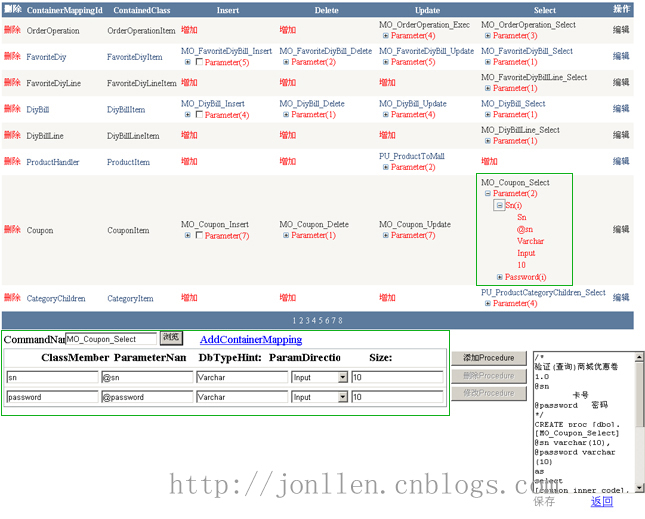 删除 ContainerMappingId ContainedClass Insert Delete Update Select 操作
删除 OrderOperation OrderOperationItem 增加 增加 MO_OrderOperation_Exec MO_OrderOperation_Select 编辑
Parameter(4) Parameter(3)
删除 FavoriteDiy FavoriteDiyItem MO_FavoriteDiyBill_Insert MO_FavoriteDiyBill_Delete MO_FavoriteDiyBill_Update MO_FavoriteDiyBill_Select 编辑
Parameter(5) Parameter(2) Parameter(5) Parameter(1)
删除 FavoriteDiyLine FavoriteDiyLineItem 增加 增加 增加 MO_FavoriteDiyBillLine_Select 编辑
Parameter(1)
删除 DiyBill DiyBillItem MO_DiyBill_Insert MO_DiyBill_Delete MO_DiyBill_Update MO_DiyBill_Select 编辑
Parameter(4) Parameter(1) Parameter(4) Parameter(1)
删除 DiyBillLine DiyBillLineItem 增加 增加 增加 MO_DiyBillLine_Select 编辑
Parameter(1)
删除 ProductHandler ProductItem 增加 增加 PU_ProductToMall 增加 编辑
Parameter(2)
MO_Coupon_Select
Parameter(2)
Sn(i)
Sn
删除 Coupon CouponItem MO_Coupon_Insert MO_Coupon_Delete MO_Coupon_Update @sn 编辑
Parameter(7) Parameter(1) Parameter(7) Varchar
Input
10
Password(i)
删除 CategoryChildren CategoryItem 增加 增加 增加 PU_ProductCategoryChildren_Select 编辑
Parameter(4)
1 2 3 4 5 6 7 8
CommandNar MO_Coupon_Select 浏览 AddContainerMapping
ClassMember ParameterNan DbTypeHint: ParamDirectio Size:
sn @sn Varchar Input 10
password @password Varchar Input 10
添加Procedure
删除Procedure
修改Procedure
/*
验证(查询)商城优惠卷
1.0
@sn
卡号
@password 密码
*/
CREATE proc [dbo].
[MO_Coupon_Select]
@sn varchar(10),
@password varchar
(10)
as
select
[coupon_inner_code],
保存 返回
http://jonllen.cnblogs.com